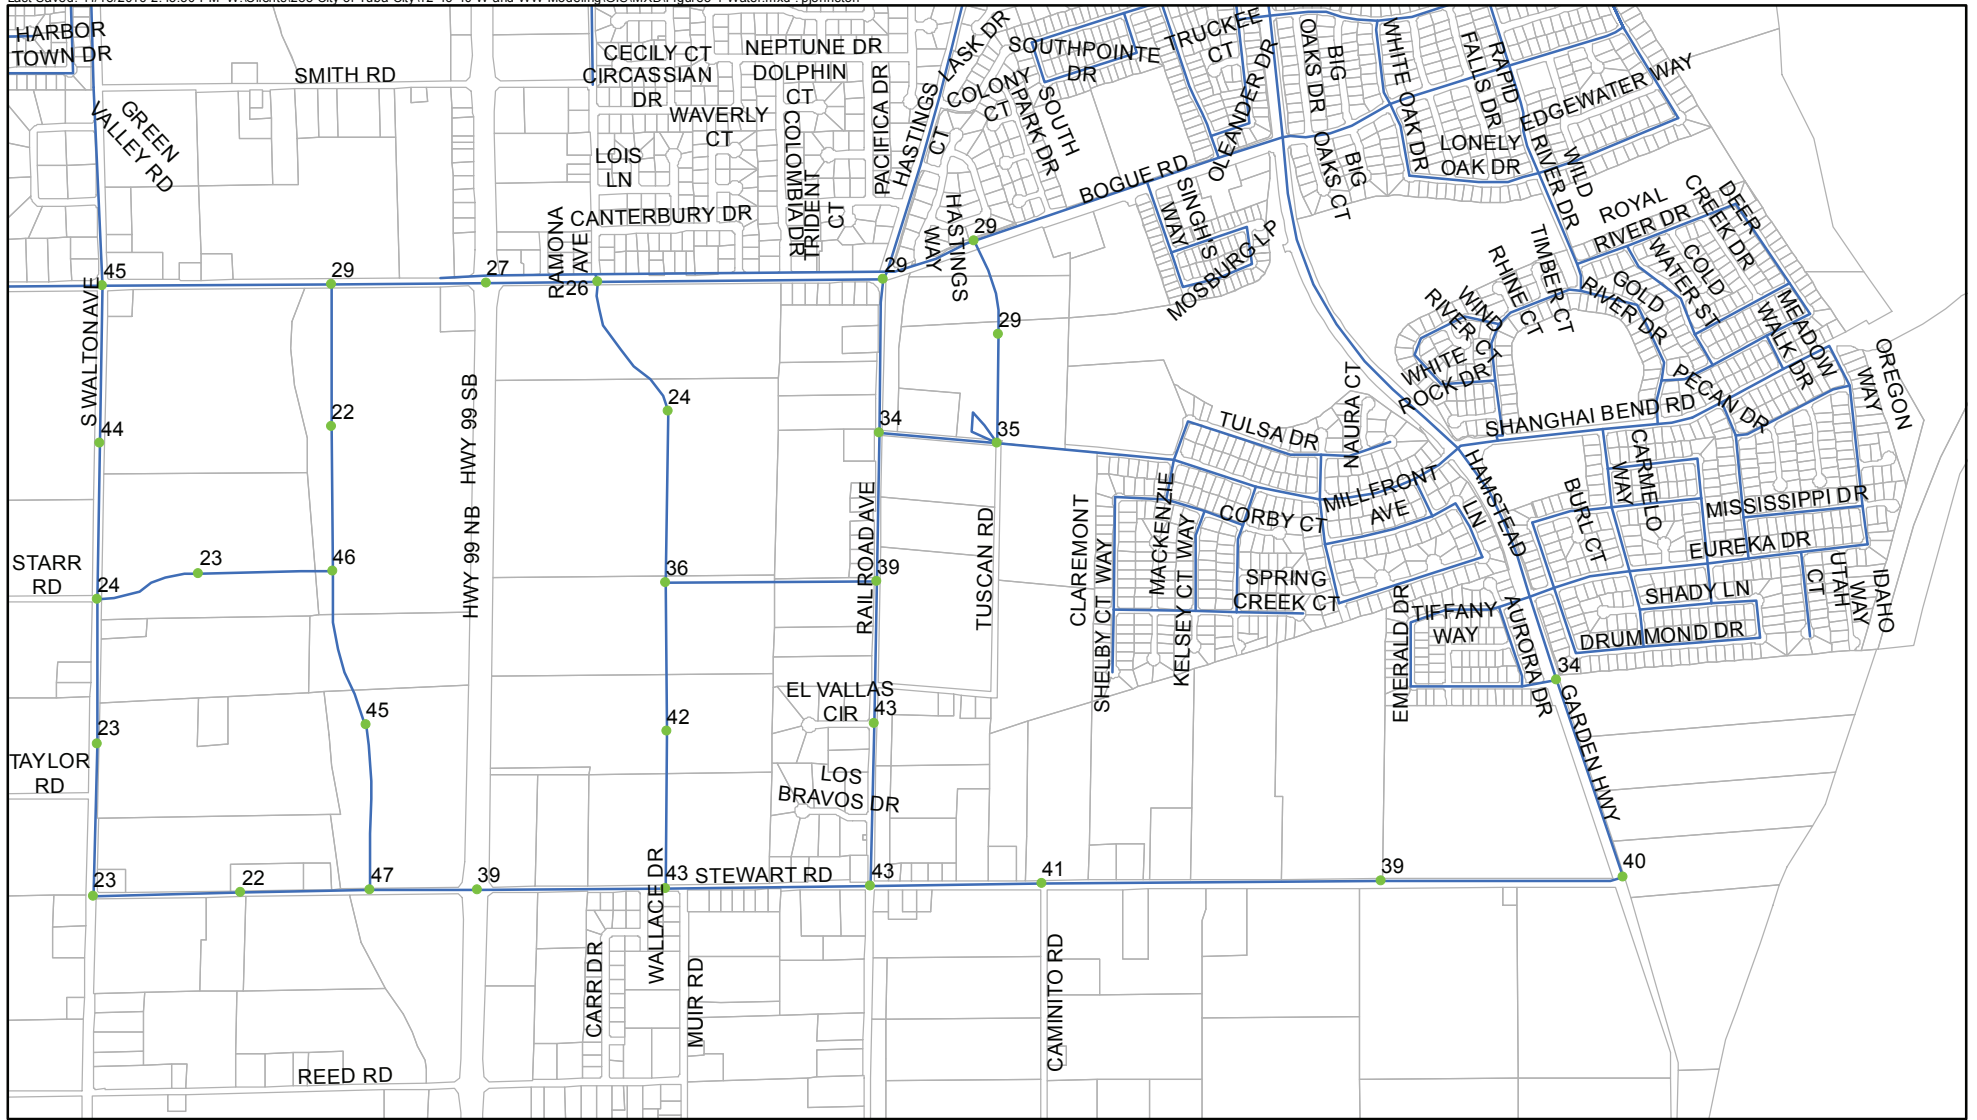 HARBOR
TOWN DR
SMITH RD
GREEN
VALLEY RD
CECILY CT
CIRCASSIAN
DR
NEPTUNE DR
DOLPHIN
CT
WAVERLY
CT
LOIS
LN
COLOMBIA DR
TRIDENT
CT
PACIFICA DR
CANTERBURY DR
RAMONA
AVE
HASTINGS
CT
LASK DR
COLONY
CT
SOUTHPOINTE
DR
SOUTH
PARK DR
TRUCKEE
CT
OLEANDER DR
BIG
OAKS DR
BIG
OAKS CT
WHITE OAK DR
FALLS DR
RAPID
RIVER DR
EDGEWATER WAY
LONELY
OAK DR
WILD
RIVER DR
BOGUE RD
SINGH'S
WAY
MOSBURG LP
HASTINGS
WAY
ROYAL
RIVER DR
DEER
CREEK DR
COLD
WATER ST
TIMBER CT
RHINE CT
WIND
RIVER CT
WHITE
ROCK DR
GOLD
RIVER DR
MEADOW
WALK DR
PECAN DR
OREGON
WAY
SHANGHAI BEND RD
45
29
27
26
29
29
29
S WALTON AVE
44
22
HWY 99 SB
HWY 99 NB
24
34
35
TULSA DR
NAURA CT
MILLFRONT
AVE
LN
HAMSTEAD
CARMELO
WAY
BURL CT
MISSISSIPPI DR
EUREKA DR
SHADY LN
DRUMMOND DR
UTAH
CT
IDAHO
WAY
STARR
RD
24
23
46
36
39
RAILROAD AVE
TUSCAN RD
CLAREMONT
SHELBY CT WAY
MACKENZIE
KELSEY CT WAY
CORBY CT
SPRING
CREEK CT
EMERALD DR
TIFFANY
WAY
AURORA DR
34
GARDEN HWY
TAYLOR
RD
23
45
42
EL VALLAS
CIR
43
LOS
BRAVOS DR
23
22
47
39
43
STEWART RD
43
41
39
40
WALLACE DR
CARR DR
MUIR RD
CAMINITO RD
REED RD